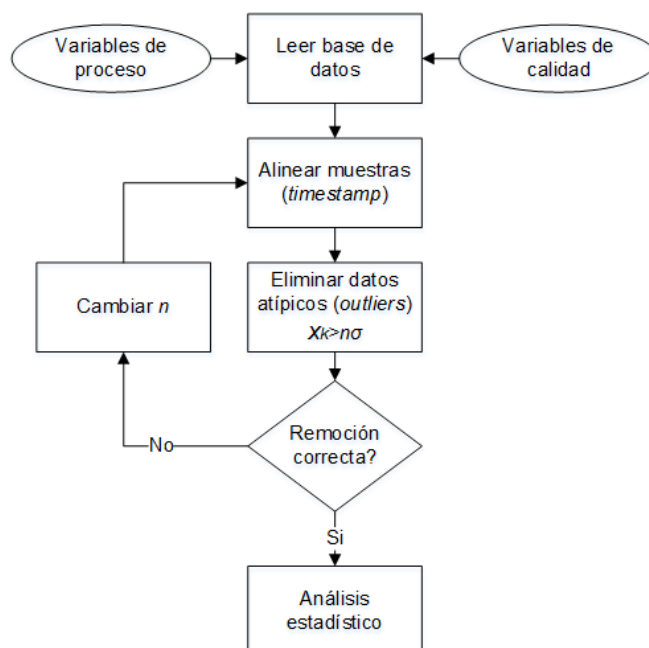 Variables de
proceso
Leer base de
datos
Variables de
calidad
Alinear muestras
(timestamp)
Cambiar n
Eliminar datos
atípicos (outliers)
xₖ>nσ
Remoción
correcta?
No
Si
Análisis
estadístico